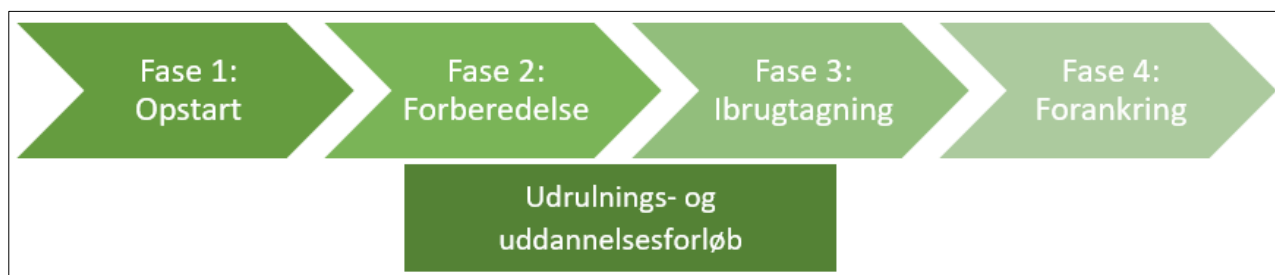 Fase 1:
Opstart
Fase 2:
Forberedelse
Fase 3:
Ibrugtagning
Fase 4:
Forankring
Udrulnings- og
uddannelsesforløb